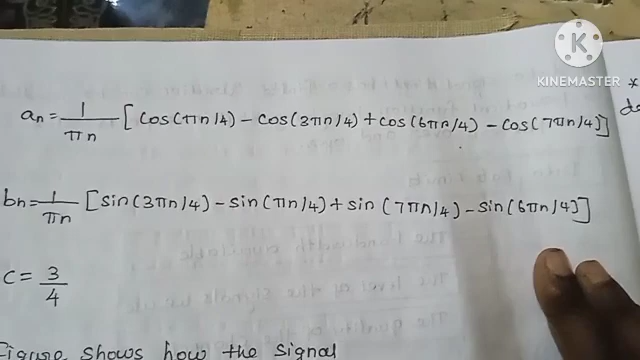 K
KINEMASTER
*
an = 1/πn [cos(πn/4) - cos(3πn/4) + cos(6πn/4) - cos(7πn/4)]
bn = 1/πn [sin(3πn/4) - sin(πn/4) + sin(7πn/4) - sin(6πn/4)]
c = 3/4
Figure shows how the signal